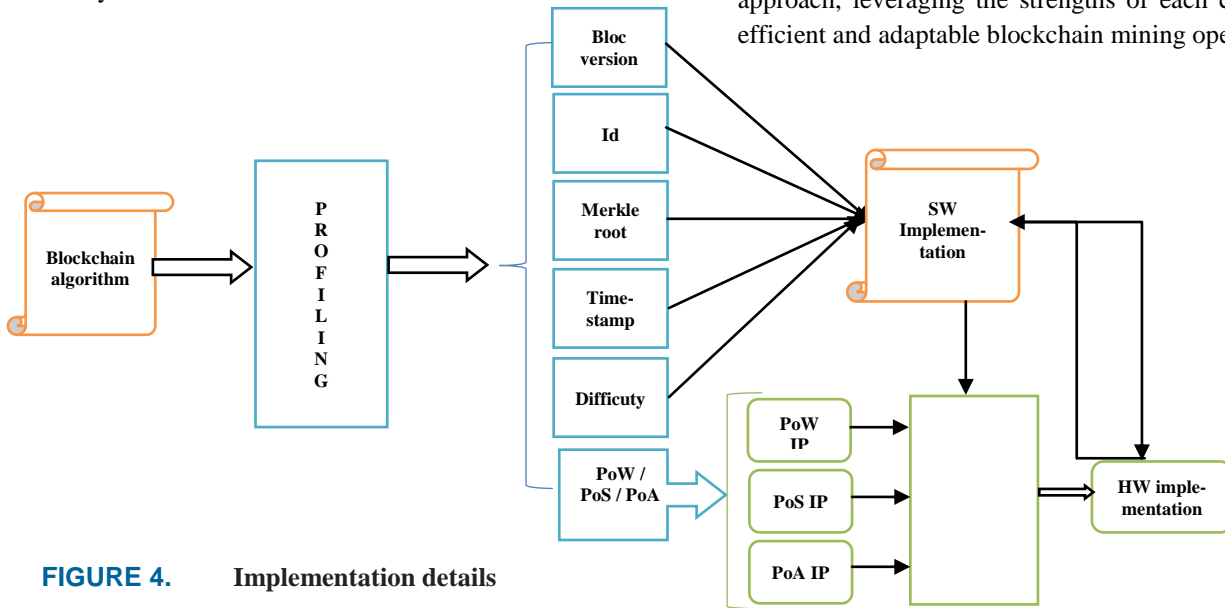 approach, leveraging the strengths of each
efficient and adaptable blockchain mining
Bloc
version
Id
Merkle
root
Time-
stamp
Difficuty
PoW /
PoS / PoA
Blockchain
algorithm
P
R
O
F
I
L
I
N
G
SW
Implemen-
tation
PoW
IP
PoS IP
PoA IP
HW imple-
mentation
FIGURE 4. Implementation details